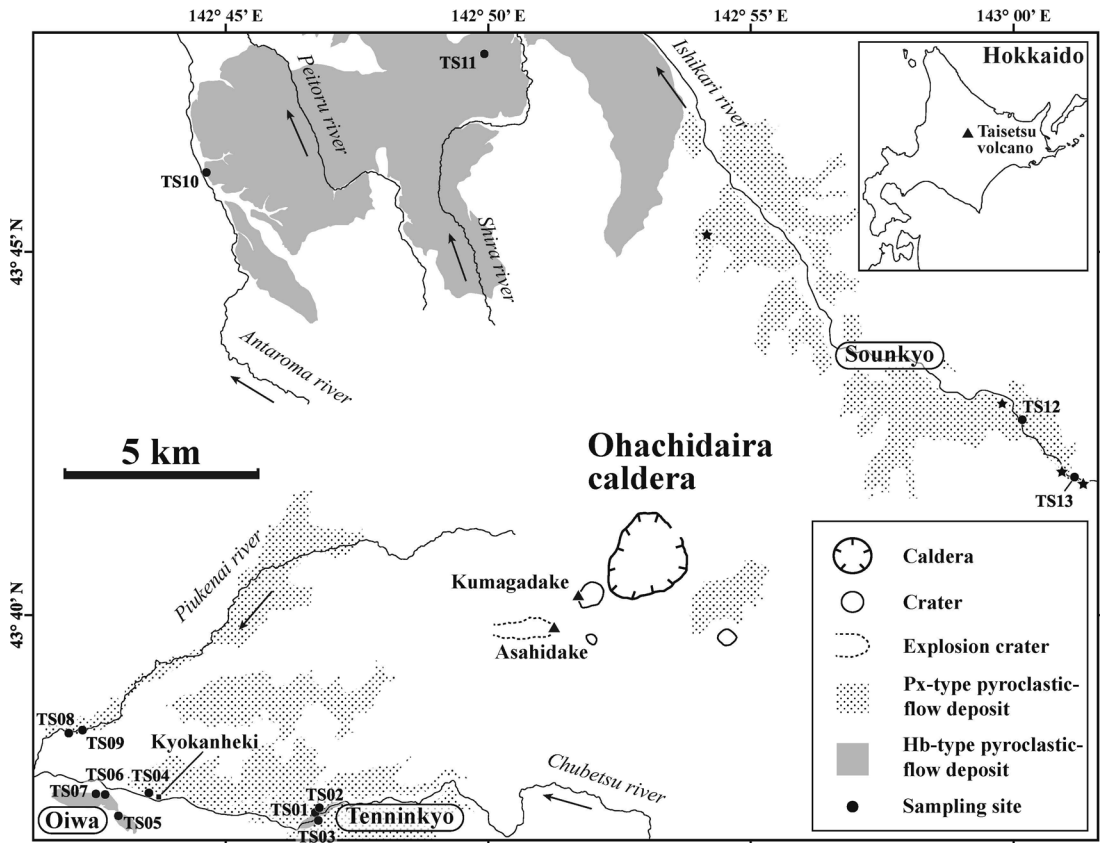 142° 45' E
142° 50' E
142° 55' E
143° 00' E
43° 45' N
43° 40' N
TS11
Peitoru river
Ishikari river
Hokkaido
Taisetsu
volcano
TS10
Shira river
Antaroma river
Sounkyo
TS12
TS13
5 km
Ohachidaira
caldera
Piukenai river
Kumagadake
Asahidake
Caldera
Crater
Explosion crater
Px-type pyroclastic-
flow deposit
Hb-type pyroclastic-
flow deposit
Sampling site
TS08
TS09
Kyokanheki
TS06
TS04
TS07
TS05
Oiwa
Chubetsu river
TS02
TS01
TS03
Tenninkyo